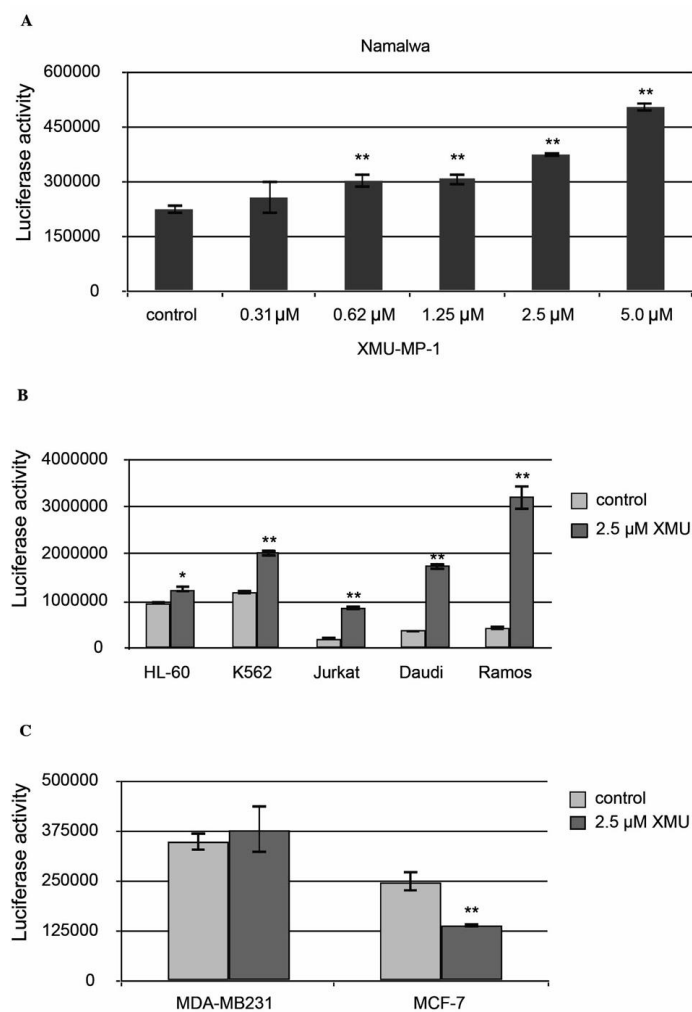 A
Namalwa
Luciferase activity
600000
450000
300000
150000
0
** ** ** **
control 0.31 µM 0.62 µM 1.25 µM 2.5 µM 5.0 µM
XMU-MP-1
B
Luciferase activity
4000000
3000000
2000000
1000000
0
* ** ** ** **
control
2.5 µM XMU
HL-60 K562 Jurkat Daudi Ramos
C
Luciferase activity
500000
375000
250000
125000
0
**
control
2.5 µM XMU
MDA-MB231 MCF-7